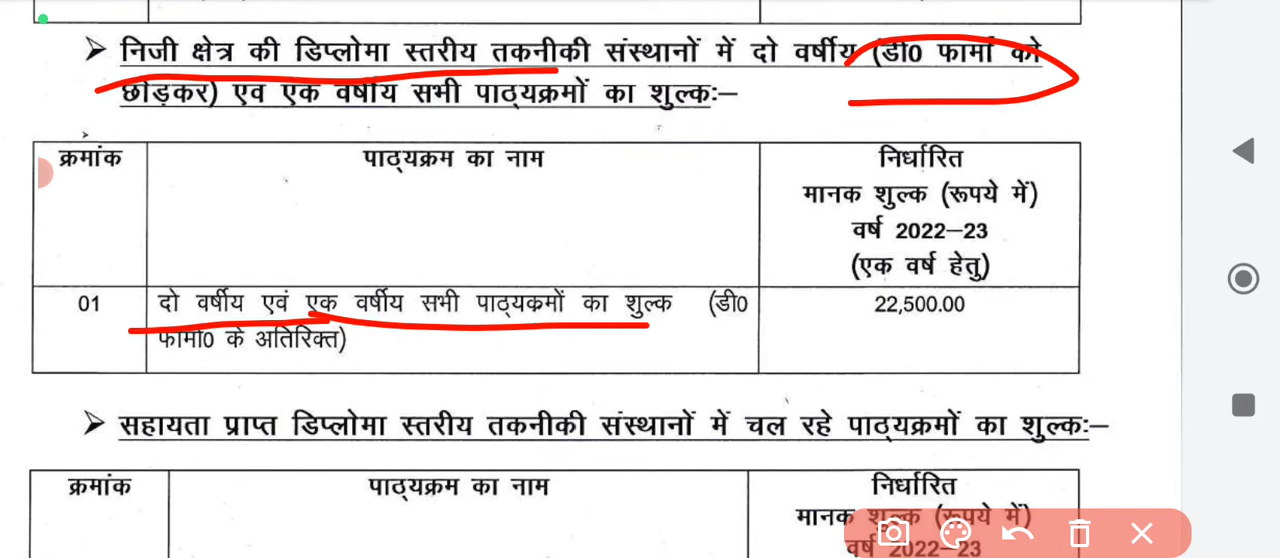 ➤ निजी क्षेत्र की डिप्लोमा स्तरीय तकनीकी संस्थानों में दो वर्षीय (डी0 फार्मा को
छोड़कर) एवं एक वर्षीय सभी पाठ्यक्रमों का शुल्कः–
क्रमांक पाठ्यक्रम का नाम निर्धारित
मानक शुल्क (रूपये में)
वर्ष 2022–23
(एक वर्ष हेतु)
01 दो वर्षीय एवं एक वर्षीय सभी पाठ्यक्रमों का शुल्क (डी0 22,500.00
फार्मा0 के अतिरिक्त)
➤ सहायता प्राप्त डिप्लोमा स्तरीय तकनीकी संस्थानों में चल रहे पाठ्यक्रमों का शुल्कः–
क्रमांक पाठ्यक्रम का नाम निर्धारित
मानक शुल्क (रूपये में)
वर्ष 2022–23